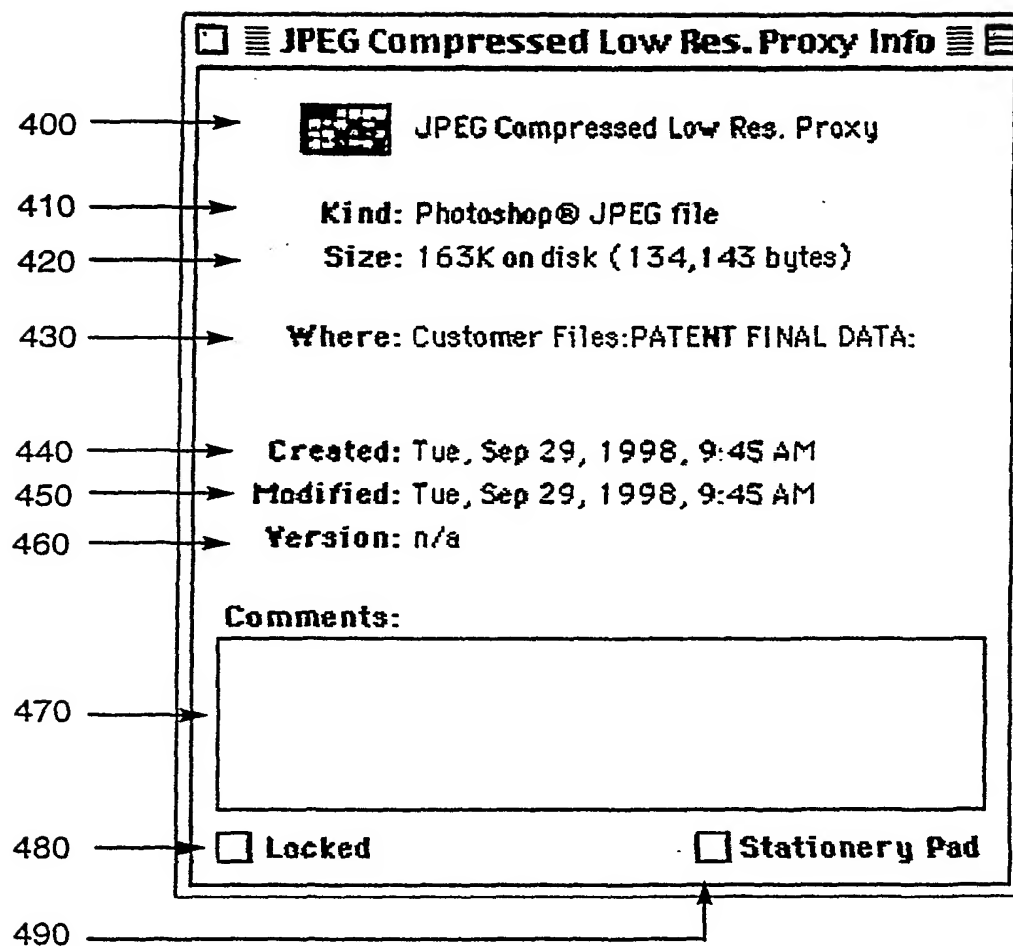 JPEG Compressed Low Res. Proxy Info
400 JPEG Compressed Low Res. Proxy
410 Kind: Photoshop® JPEG file
420 Size: 163K on disk (134,143 bytes)
430 Where: Customer Files:PATENT FINAL DATA:
440 Created: Tue, Sep 29, 1998, 9:45 AM
450 Modified: Tue, Sep 29, 1998, 9:45 AM
460 Version: n/a
Comments:
470
480 Locked Stationery Pad
490